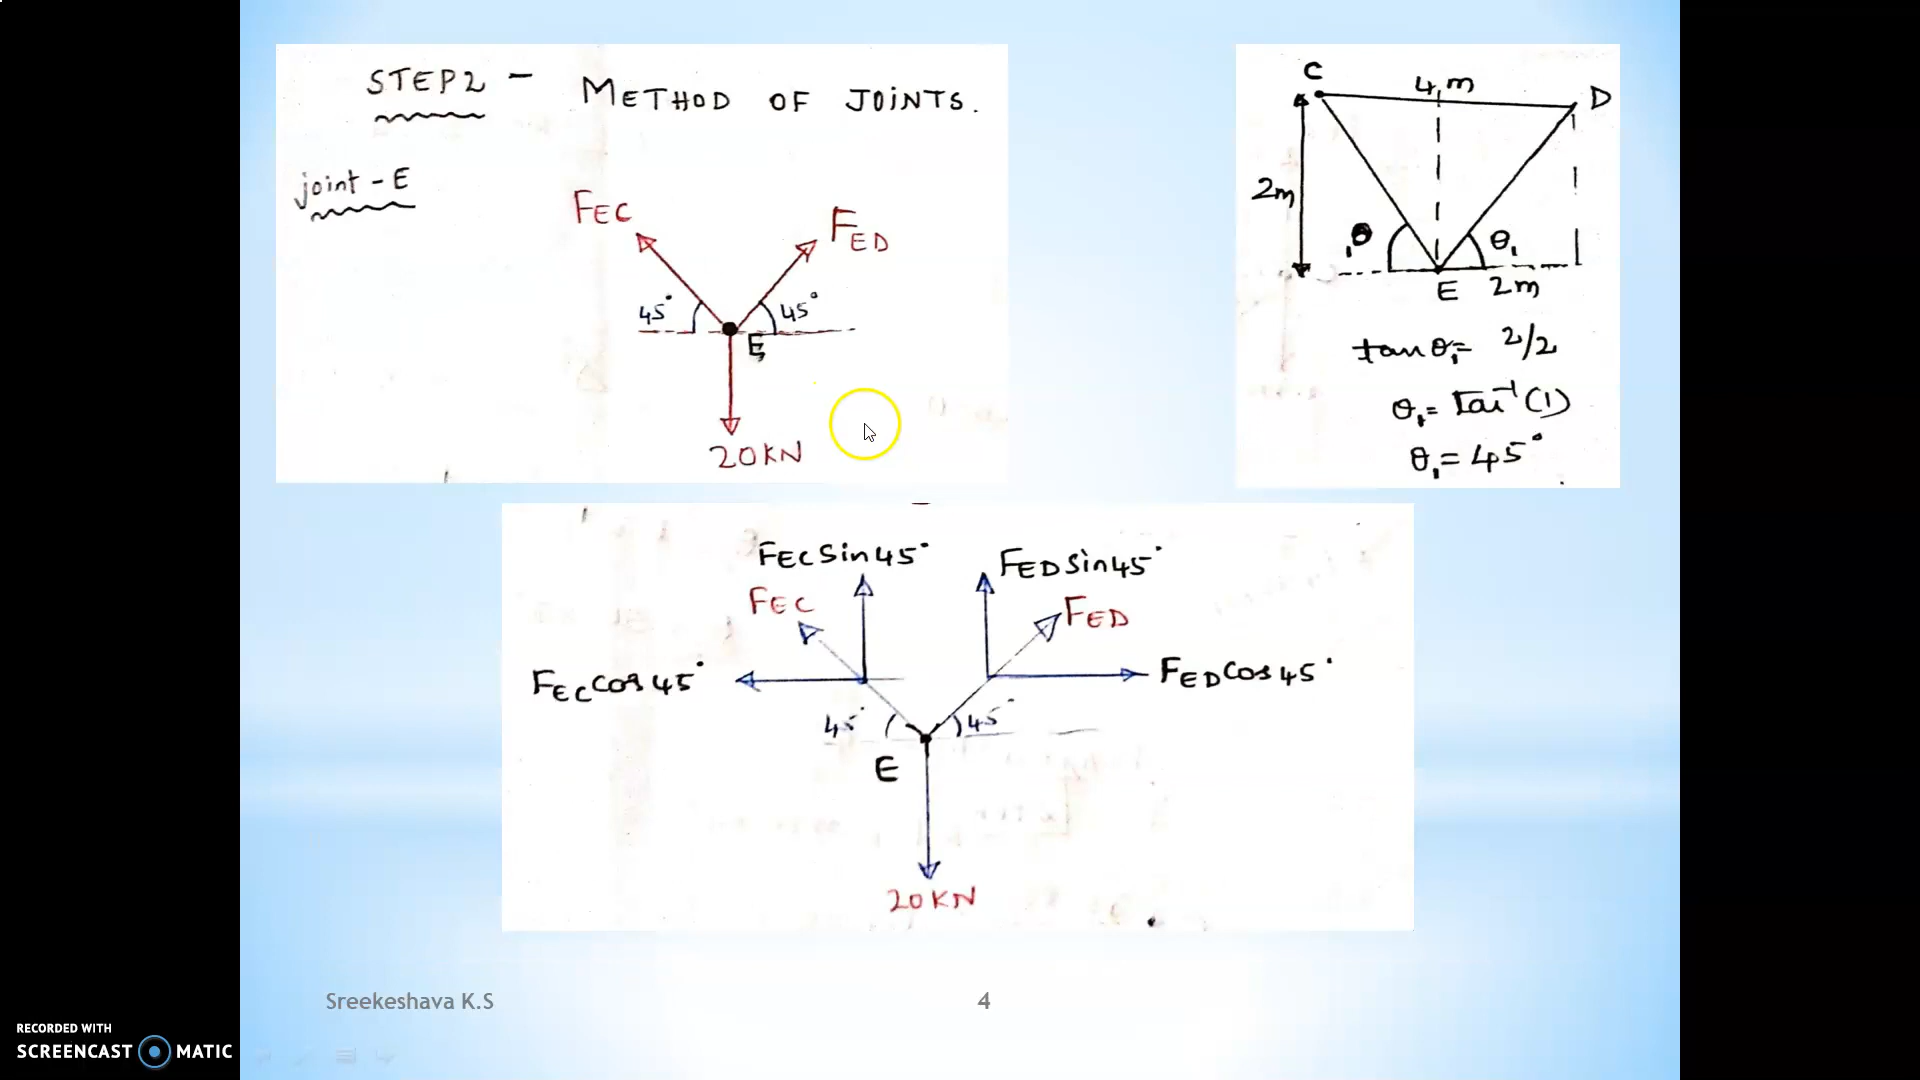 STEP2 - METHOD OF JOINTS.
joint - E
FEC
FED
45°
45°
E
20KN
C
4m
D
2m
θ1
θ1
E
2m
tanθ1= 2/2
θ1= Tan⁻¹(1)
θ1= 45°
FECSin45°
FEDSin45°
FEC
FED
FECCos45°
FEDCos45°
45°
45°
E
20KN
Sreekeshava K.S
4
RECORDED WITH
SCREENCAST MATIC